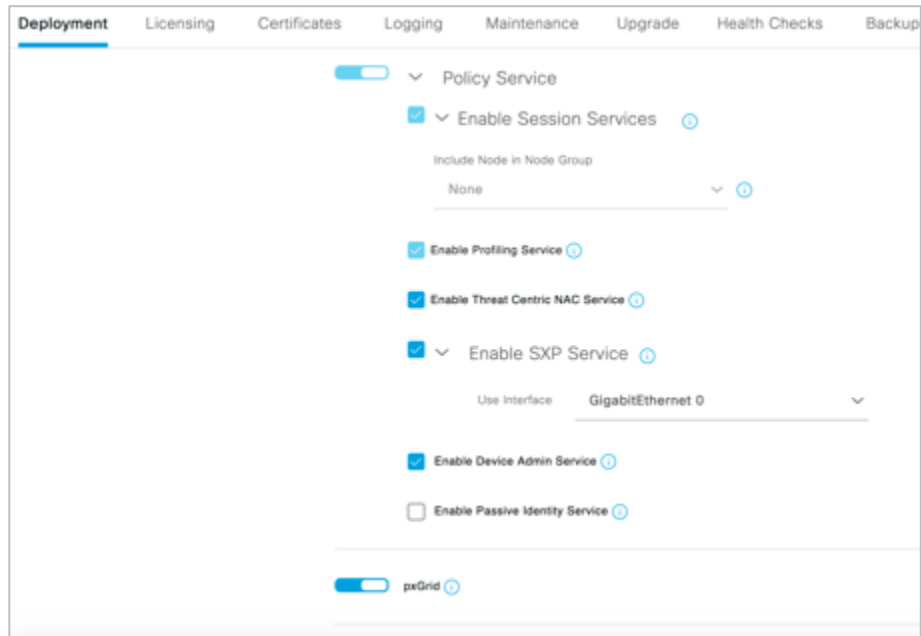 Deployment Licensing Certificates Logging Maintenance Upgrade Health Checks Backup
Policy Service
Enable Session Services
Include Node in Node Group
None
Enable Profiling Service
Enable Threat Centric NAC Service
Enable SXP Service
Use Interface GigabitEthernet 0
Enable Device Admin Service
Enable Passive Identity Service
pxGrid